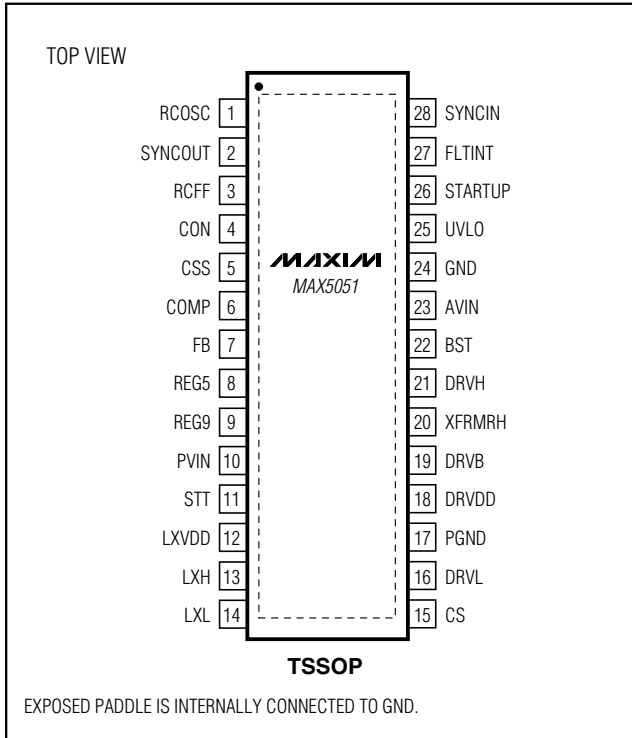 TOP VIEW
RCOSC 1 28 SYNCIN
SYNCOUT 2 27 FLTINT
RCFF 3 26 STARTUP
CON 4 25 UVLO
CSS 5 24 GND
MAXIM
MAX5051
COMP 6 23 AVIN
FB 7 22 BST
REG5 8 21 DRVH
REG9 9 20 XFRMRH
PVIN 10 19 DRVB
STT 11 18 DRVDD
LXVDD 12 17 PGND
LXH 13 16 DRVL
LXL 14 15 CS
TSSOP
EXPOSED PADDLE IS INTERNALLY CONNECTED TO GND.